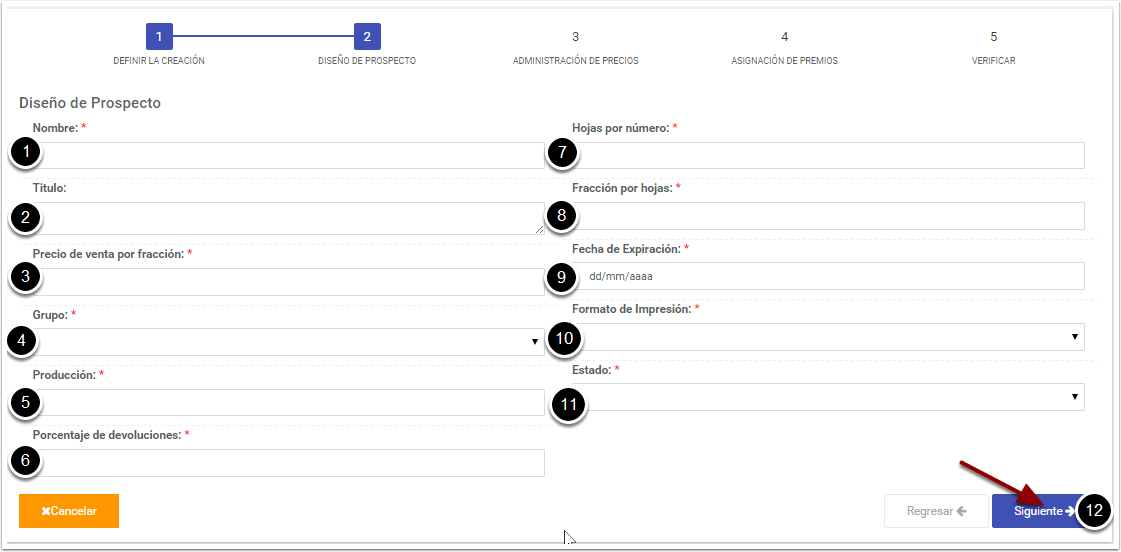 1 2 3 4 5
DEFINIR LA CREACIÓN DISEÑO DE PROSPECTO ADMINISTRACIÓN DE PRECIOS ASIGNACIÓN DE PREMIOS VERIFICAR
Diseño de Prospecto
Nombre: *
1
Titulo:
2
Precio de venta por fracción: *
3
Grupo: *
4
Producción: *
5
Porcentaje de devoluciones: *
6
Hojas por número: *
7
Fracción por hojas: *
8
Fecha de Expiración: *
9 dd/mm/aaaa
Formato de Impresión: *
10
Estado: *
11
Cancelar Regresar Siguiente 12